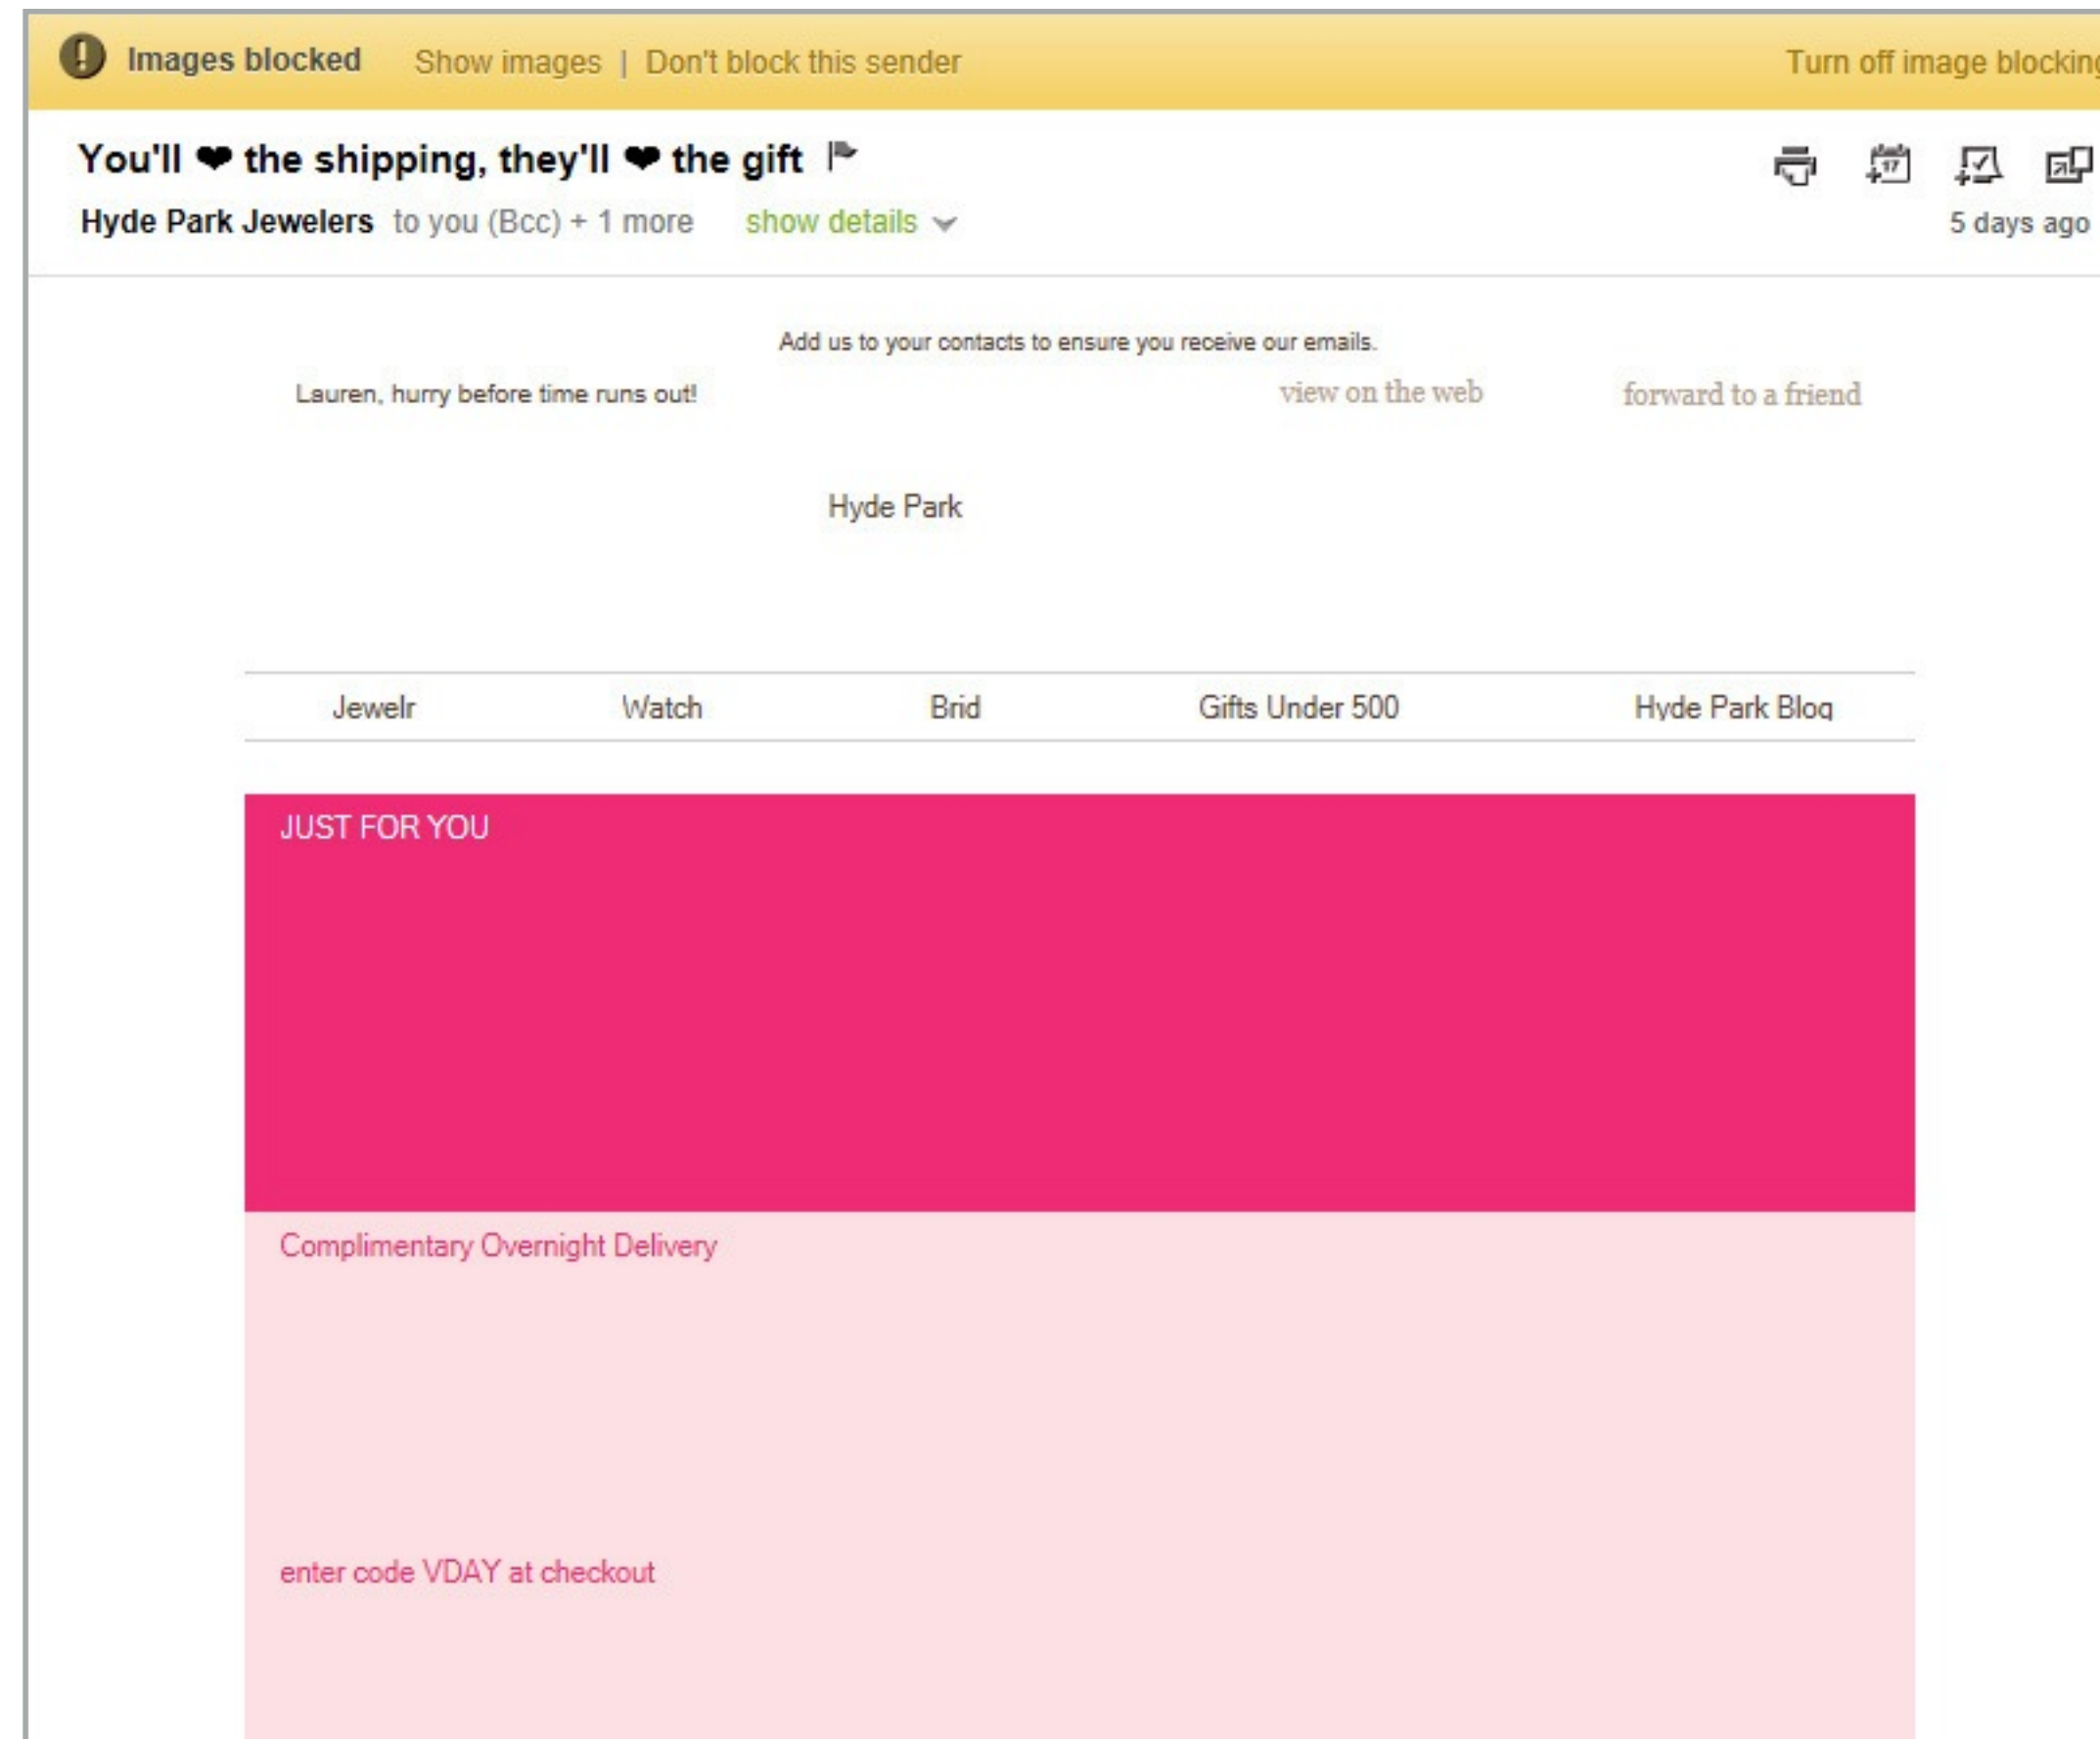 Images blocked Show images | Don't block this sender Turn off image blocking
You'll ❤ the shipping, they'll ❤ the gift
Hyde Park Jewelers to you (Bcc) + 1 more show details 5 days ago
Add us to your contacts to ensure you receive our emails.
Lauren, hurry before time runs out! view on the web forward to a friend
Hyde Park
Jewelr Watch Brid Gifts Under 500 Hyde Park Blog
JUST FOR YOU
Complimentary Overnight Delivery
enter code VDAY at checkout